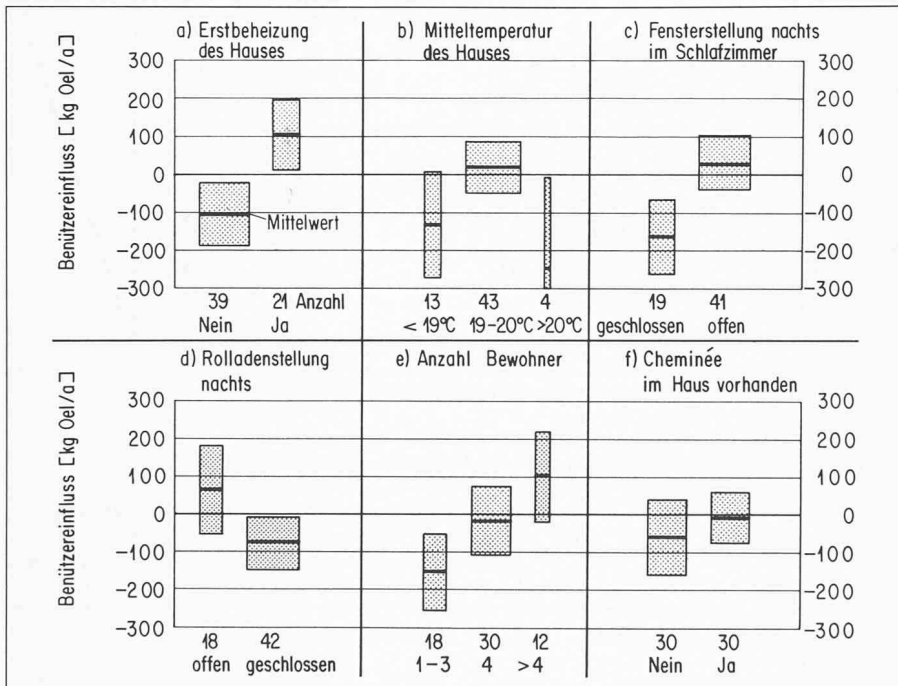 a) Erstbeheizung
des Hauses
b) Mitteltemperatur
des Hauses
c) Fensterstellung nachts
im Schlafzimmer
Benützereinfluss [kg Oel/a]
300
200
100
0
-100
-200
-300
Mittelwert
300
200
100
0
-100
-200
-300
39 21 Anzahl
Nein Ja
13 43 4
< 19°C 19-20°C >20°C
19 41
geschlossen offen
d) Rolladenstellung
nachts
e) Anzahl Bewohner
f) Cheminée
im Haus vorhanden
Benützereinfluss [kg Oel/a]
300
200
100
0
-100
-200
-300
300
200
100
0
-100
-200
-300
18 42
offen geschlossen
18 30 12
1-3 4 >4
30 30
Nein Ja